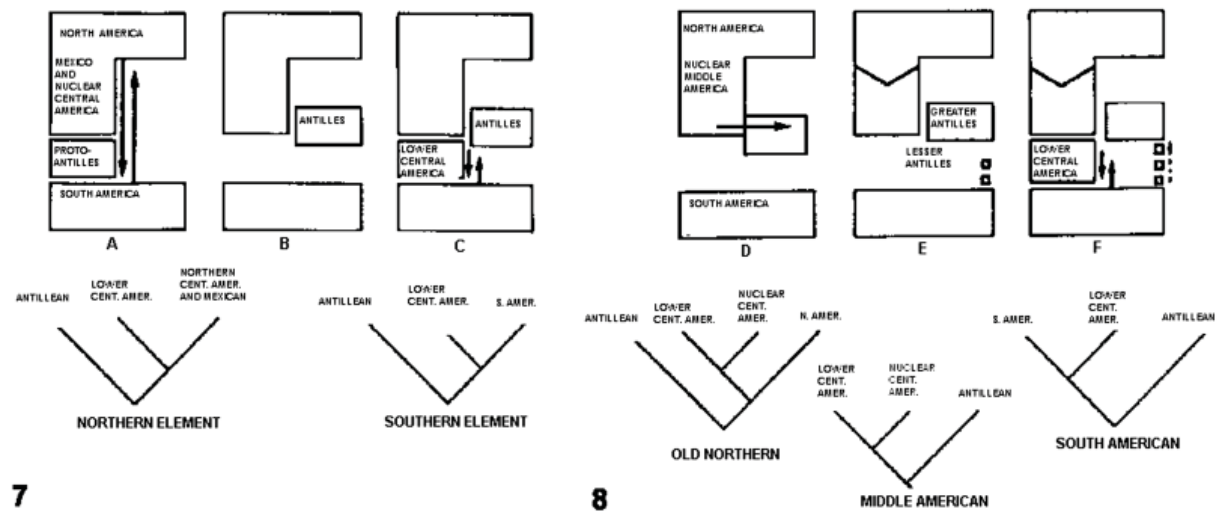 NORTH AMERICA
MEXICO
AND
NUCLEAR
CENTRAL
AMERICA
PROTO-
ANTILLES
SOUTH AMERICA
A
ANTILLES
B
ANTILLES
LOWER
CENTRAL
AMERICA
C
ANTILLEAN
LOWER
CENT. AMER.
NORTHERN
CENT. AMER.
AND MEXICAN
NORTHERN ELEMENT
ANTILLEAN
LOWER
CENT. AMER.
S. AMER.
SOUTHERN ELEMENT
7
NORTH AMERICA
NUCLEAR
MIDDLE
AMERICA
SOUTH AMERICA
D
GREATER
ANTILLES
LESSER
ANTILLES
E
LOWER
CENTRAL
AMERICA
F
ANTILLEAN
LOWER
CENT. AMER.
NUCLEAR
CENT.
AMER.
N. AMER.
OLD NORTHERN
LOWER
CENT.
AMER.
NUCLEAR
CENT.
AMER.
ANTILLEAN
MIDDLE AMERICAN
S. AMER.
LOWER
CENT.
AMER.
ANTILLEAN
SOUTH AMERICAN
8